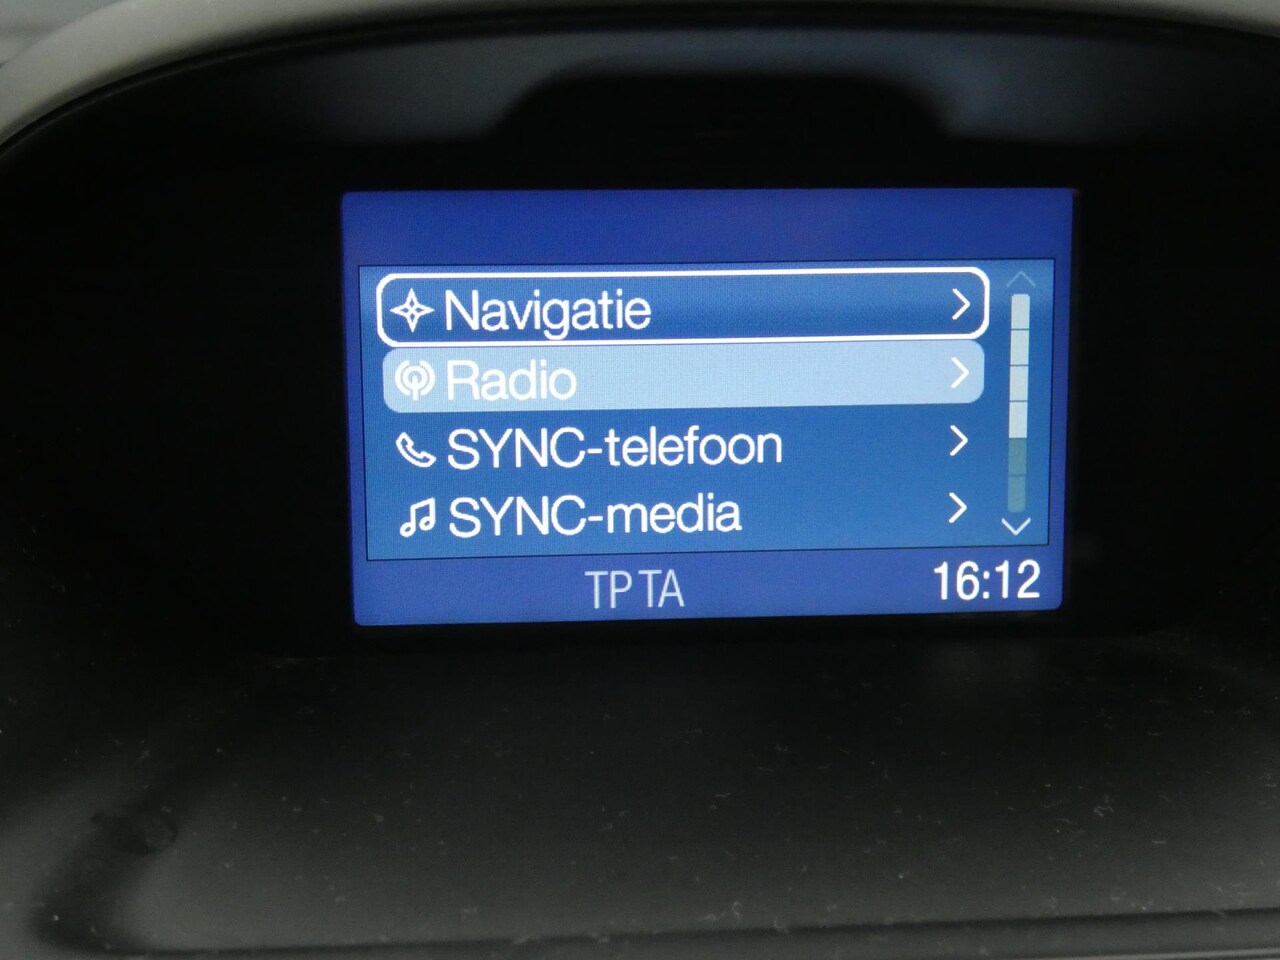 Navigatie
Radio
SYNC-telefoon
SYNC-media
TP TA 16:12